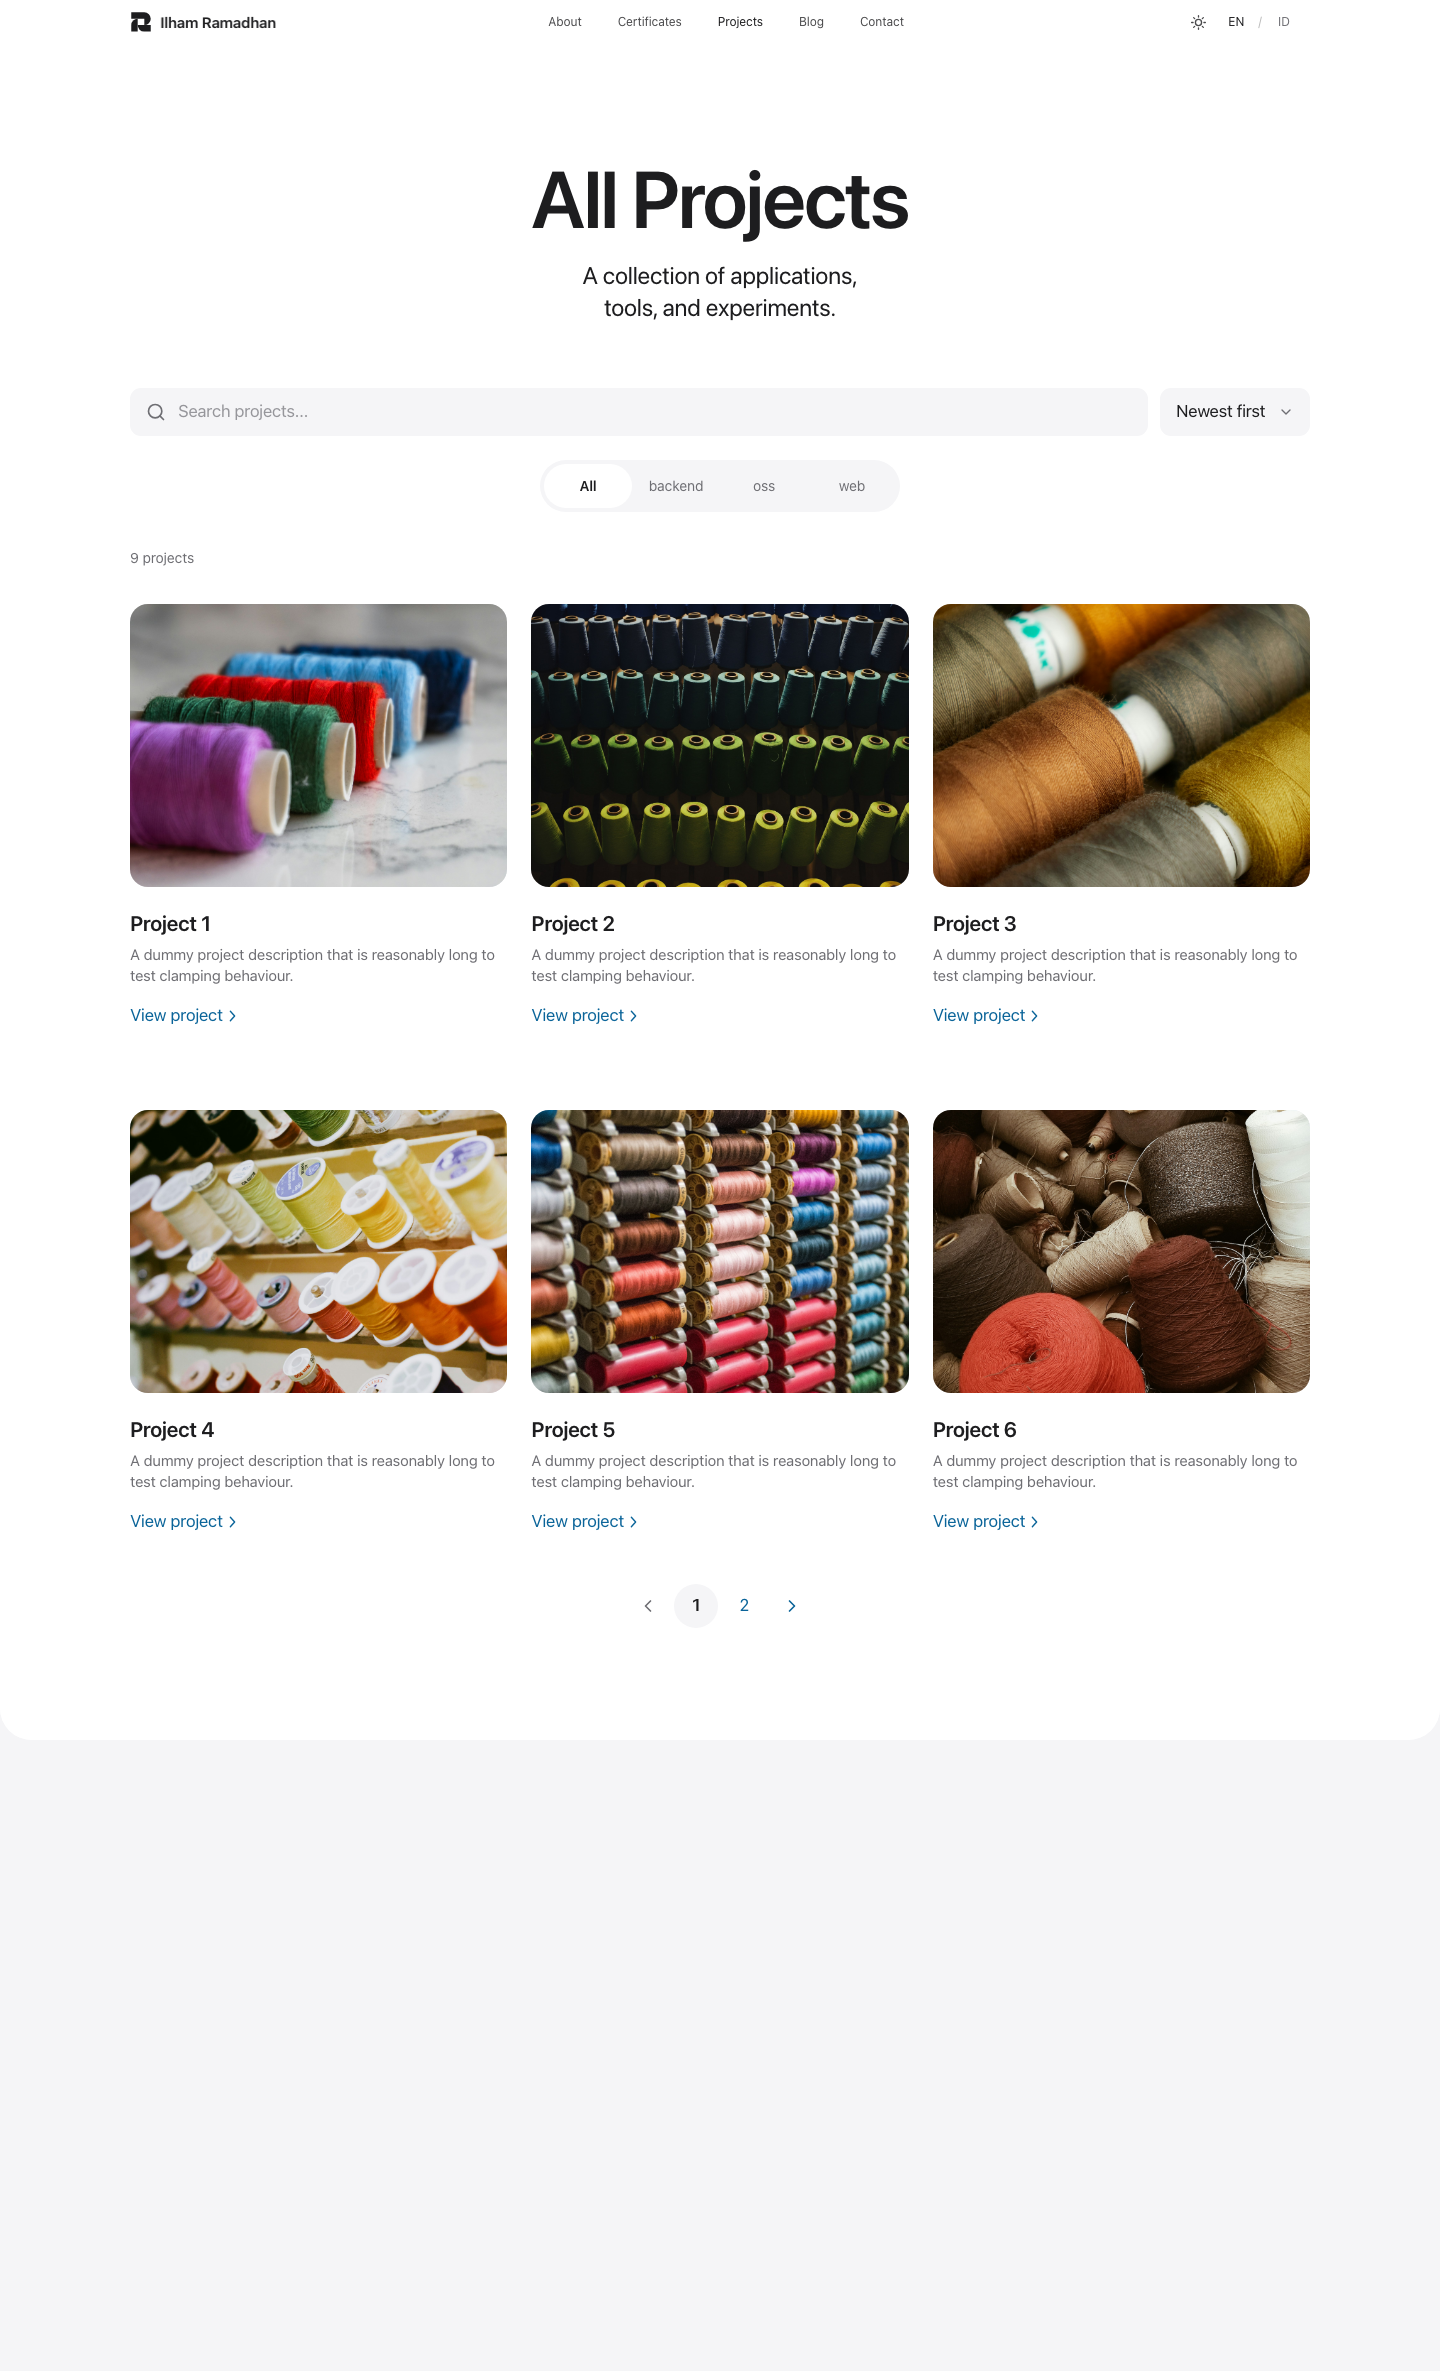 Ilham Ramadhan
About
Certificates
Projects
Blog
Contact
EN / ID
All Projects
A collection of applications,
tools, and experiments.
Search projects...
Newest first
All
backend
oss
web
9 projects
Project 1
A dummy project description that is reasonably long to
test clamping behaviour.
View project
Project 2
A dummy project description that is reasonably long to
test clamping behaviour.
View project
Project 3
A dummy project description that is reasonably long to
test clamping behaviour.
View project
Project 4
A dummy project description that is reasonably long to
test clamping behaviour.
View project
Project 5
A dummy project description that is reasonably long to
test clamping behaviour.
View project
Project 6
A dummy project description that is reasonably long to
test clamping behaviour.
View project
1
2